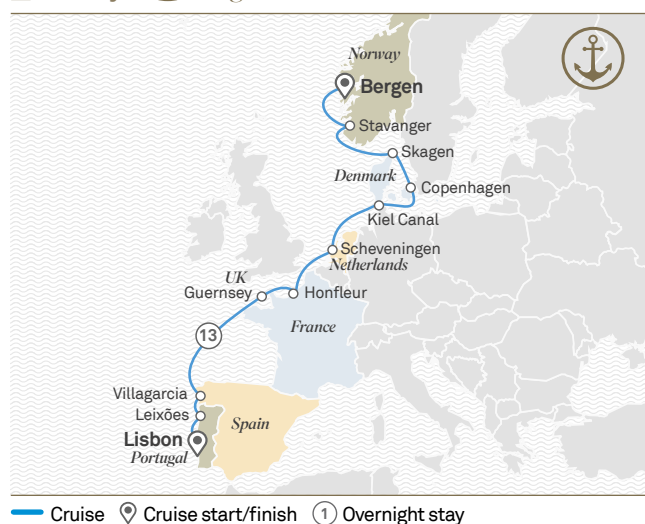 Norway
Bergen
Stavanger
Skagen
Denmark
Copenhagen
Kiel Canal
Scheveningen
Netherlands
UK
Guernsey
Honfleur
France
13
Villagarcia
Leixões
Spain
Lisbon
Portugal
Cruise Cruise start/finish 1 Overnight stay